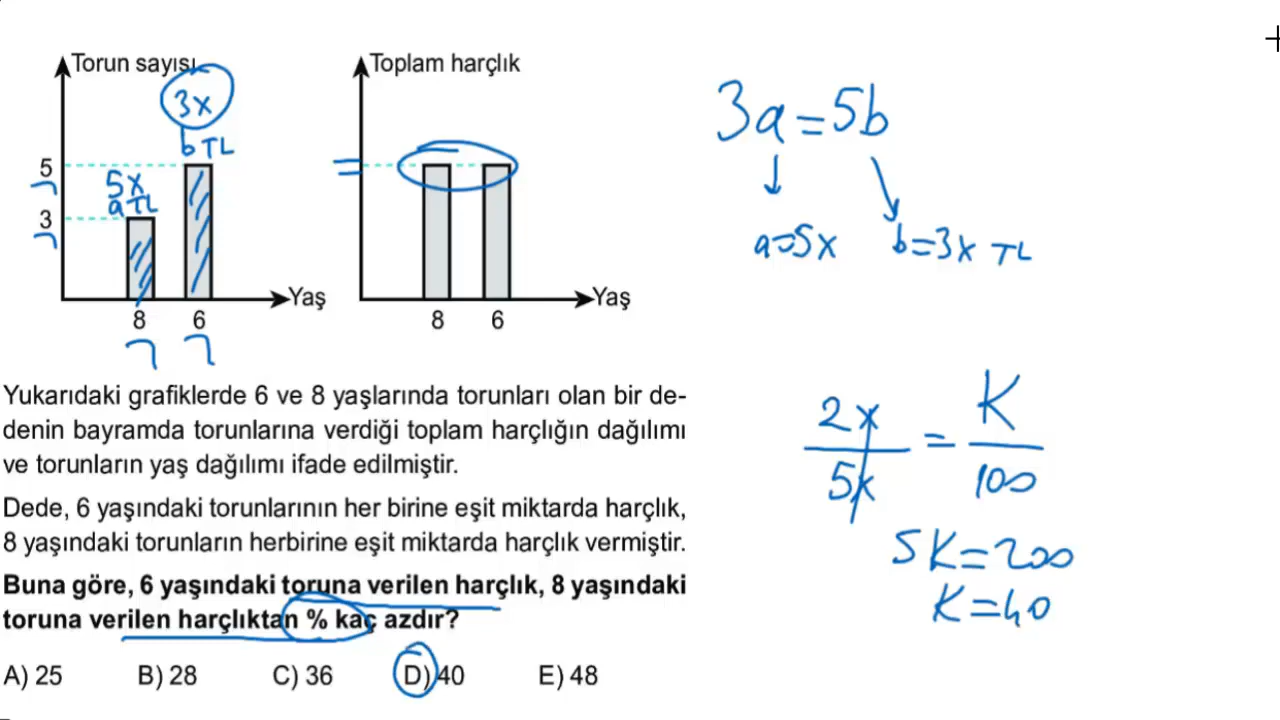 Torun sayısı
3x
b TL
5
5x
a TL
3
Yaş
8 6
Toplam harçlık
Yaş
8 6
3a=5b
a=5x b=3x TL
Yukarıdaki grafiklerde 6 ve 8 yaşlarında torunları olan bir de-
denin bayramda torunlarına verdiği toplam harçlığın dağılımı
ve torunların yaş dağılımı ifade edilmiştir.
Dede, 6 yaşındaki torunlarının her birine eşit miktarda harçlık,
8 yaşındaki torunların herbirine eşit miktarda harçlık vermiştir.
Buna göre, 6 yaşındaki toruna verilen harçlık, 8 yaşındaki
toruna verilen harçlıktan % kaç azdır?
A) 25 B) 28 C) 36 D) 40 E) 48
2x = K
5x 100
5K=200
K=40